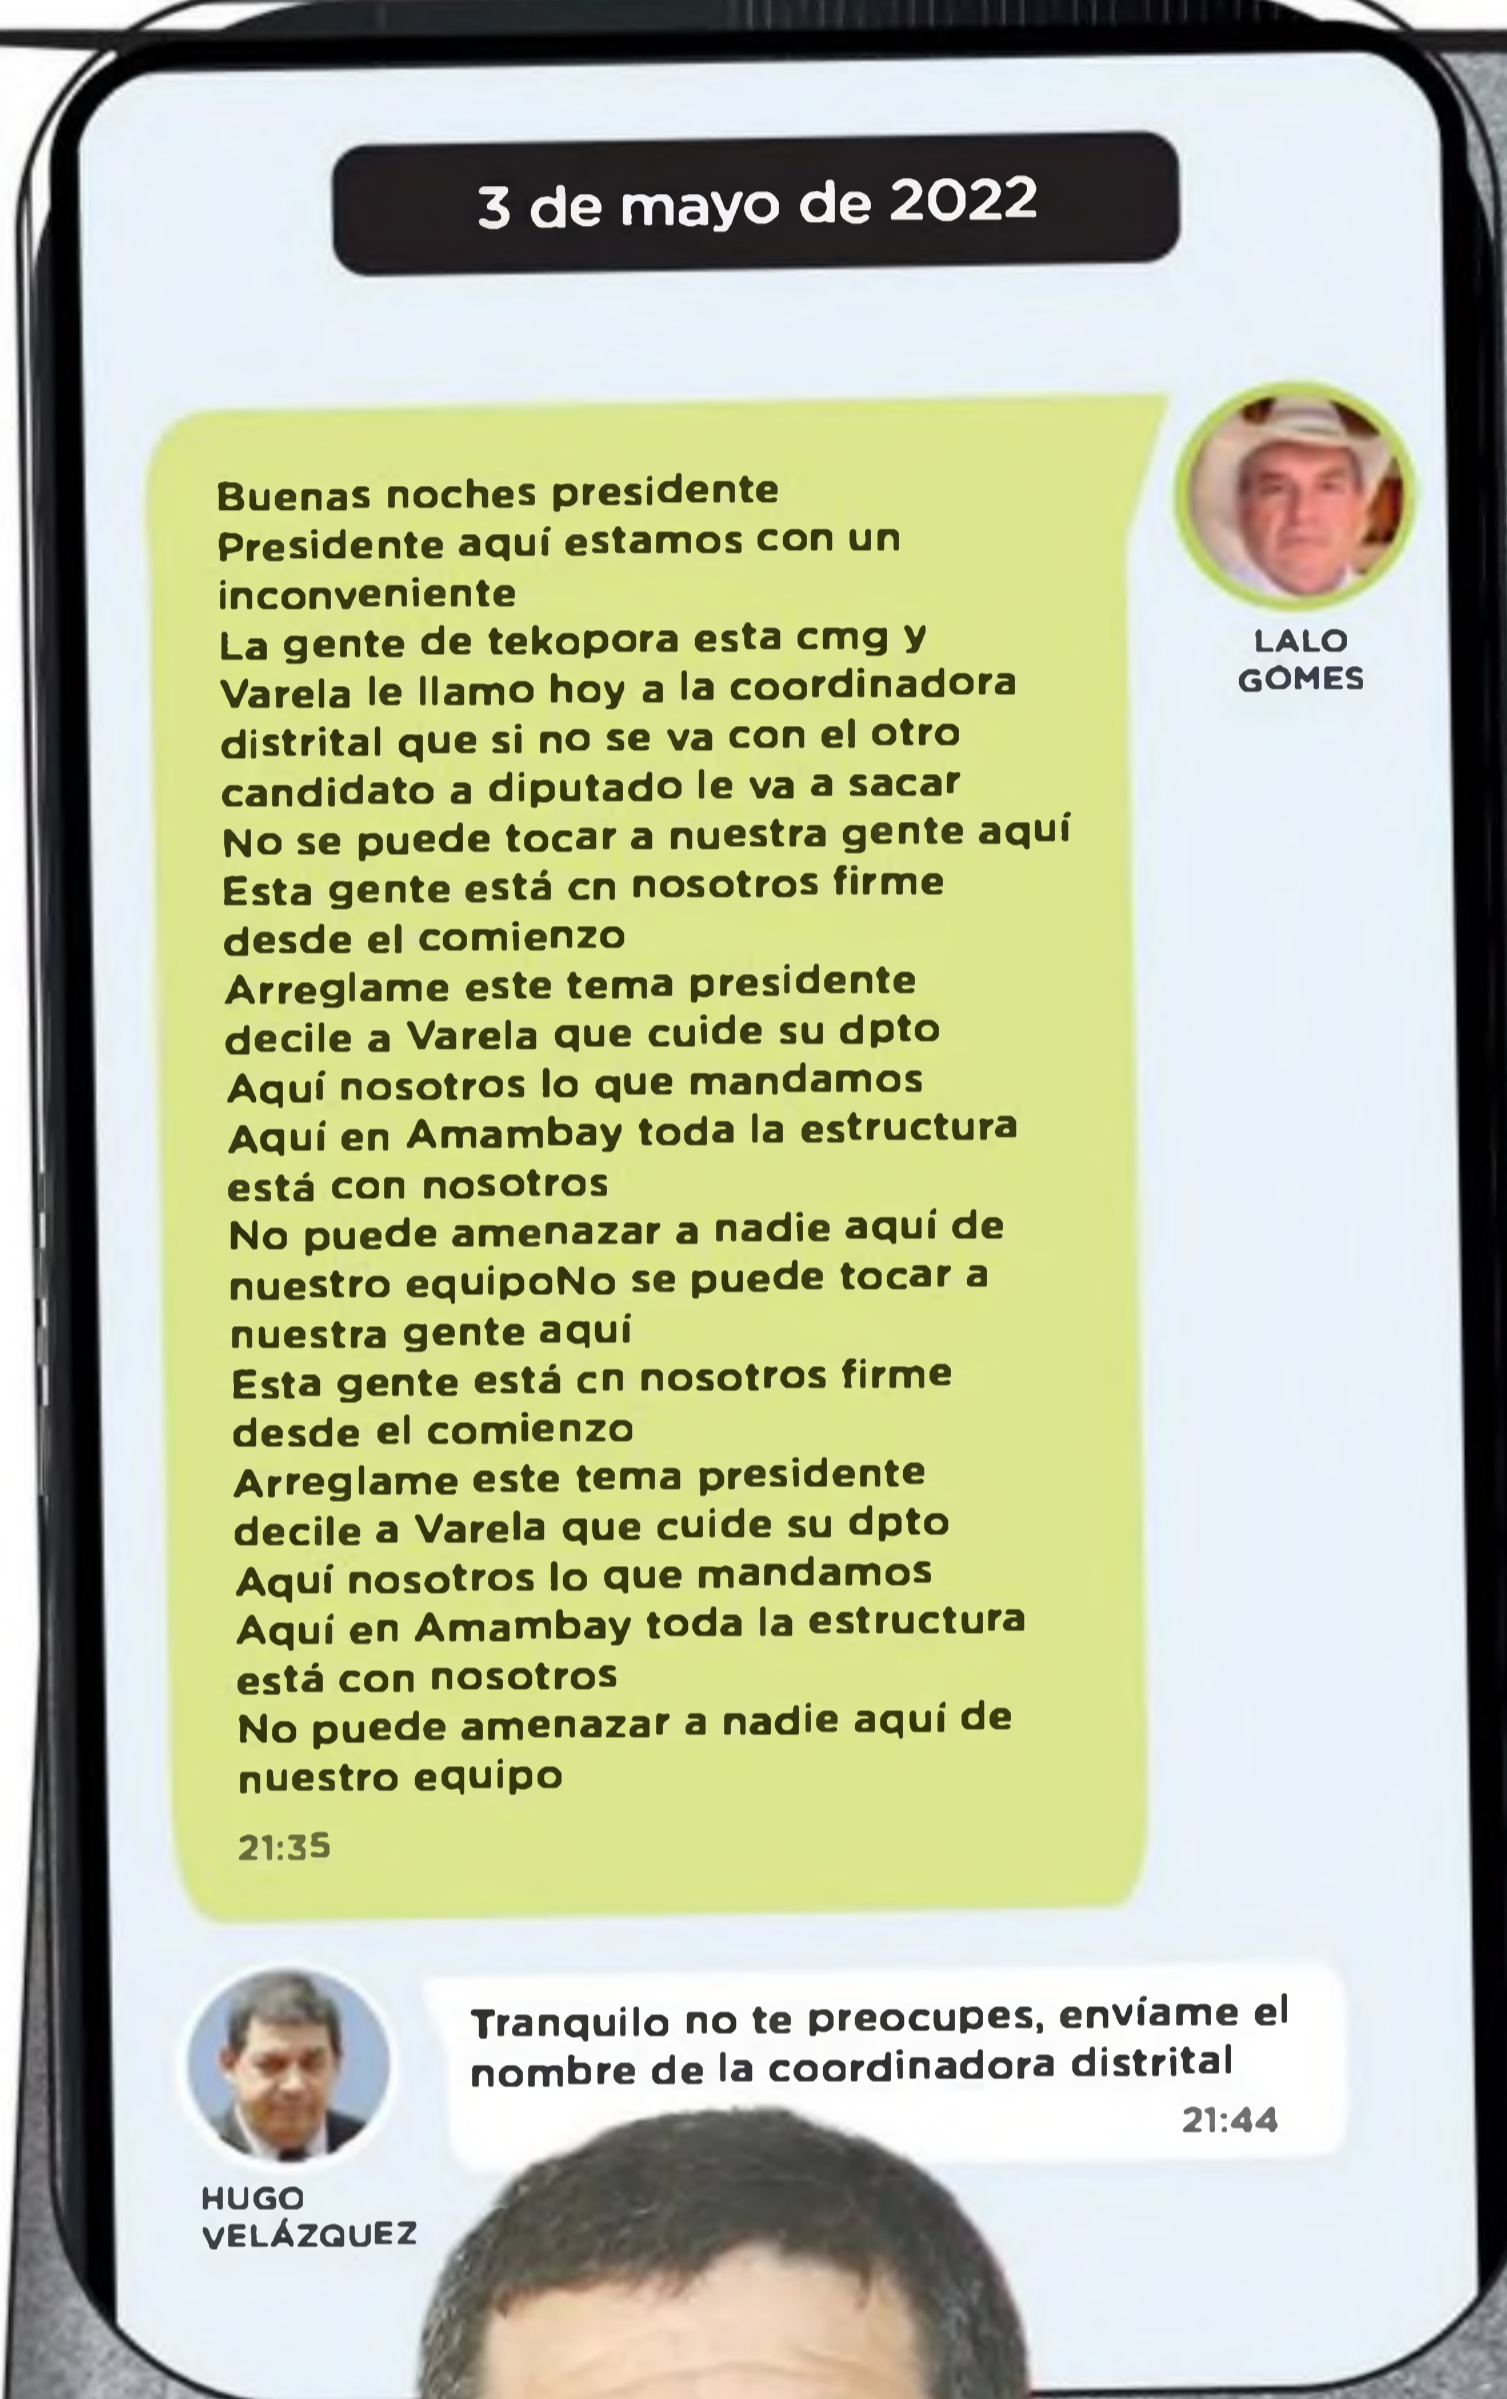 3 de mayo de 2022
Buenas noches presidente
Presidente aquí estamos con un
inconveniente
La gente de tekopora esta cmg y
Varela le llamo hoy a la coordinadora
distrital que si no se va con el otro
candidato a diputado le va a sacar
No se puede tocar a nuestra gente aquí
Esta gente está cn nosotros firme
desde el comienzo
Arreglame este tema presidente
decile a Varela que cuide su dpto
Aquí nosotros lo que mandamos
Aquí en Amambay toda la estructura
está con nosotros
No puede amenazar a nadie aquí de
nuestro equipoNo se puede tocar a
nuestra gente aquí
Esta gente está cn nosotros firme
desde el comienzo
Arreglame este tema presidente
decile a Varela que cuide su dpto
Aquí nosotros lo que mandamos
Aquí en Amambay toda la estructura
está con nosotros
No puede amenazar a nadie aquí de
nuestro equipo
21:35
LALO
GOMES
Tranquilo no te preocupes, envíame el
nombre de la coordinadora distrital
21:44
HUGO
VELÁZQUEZ